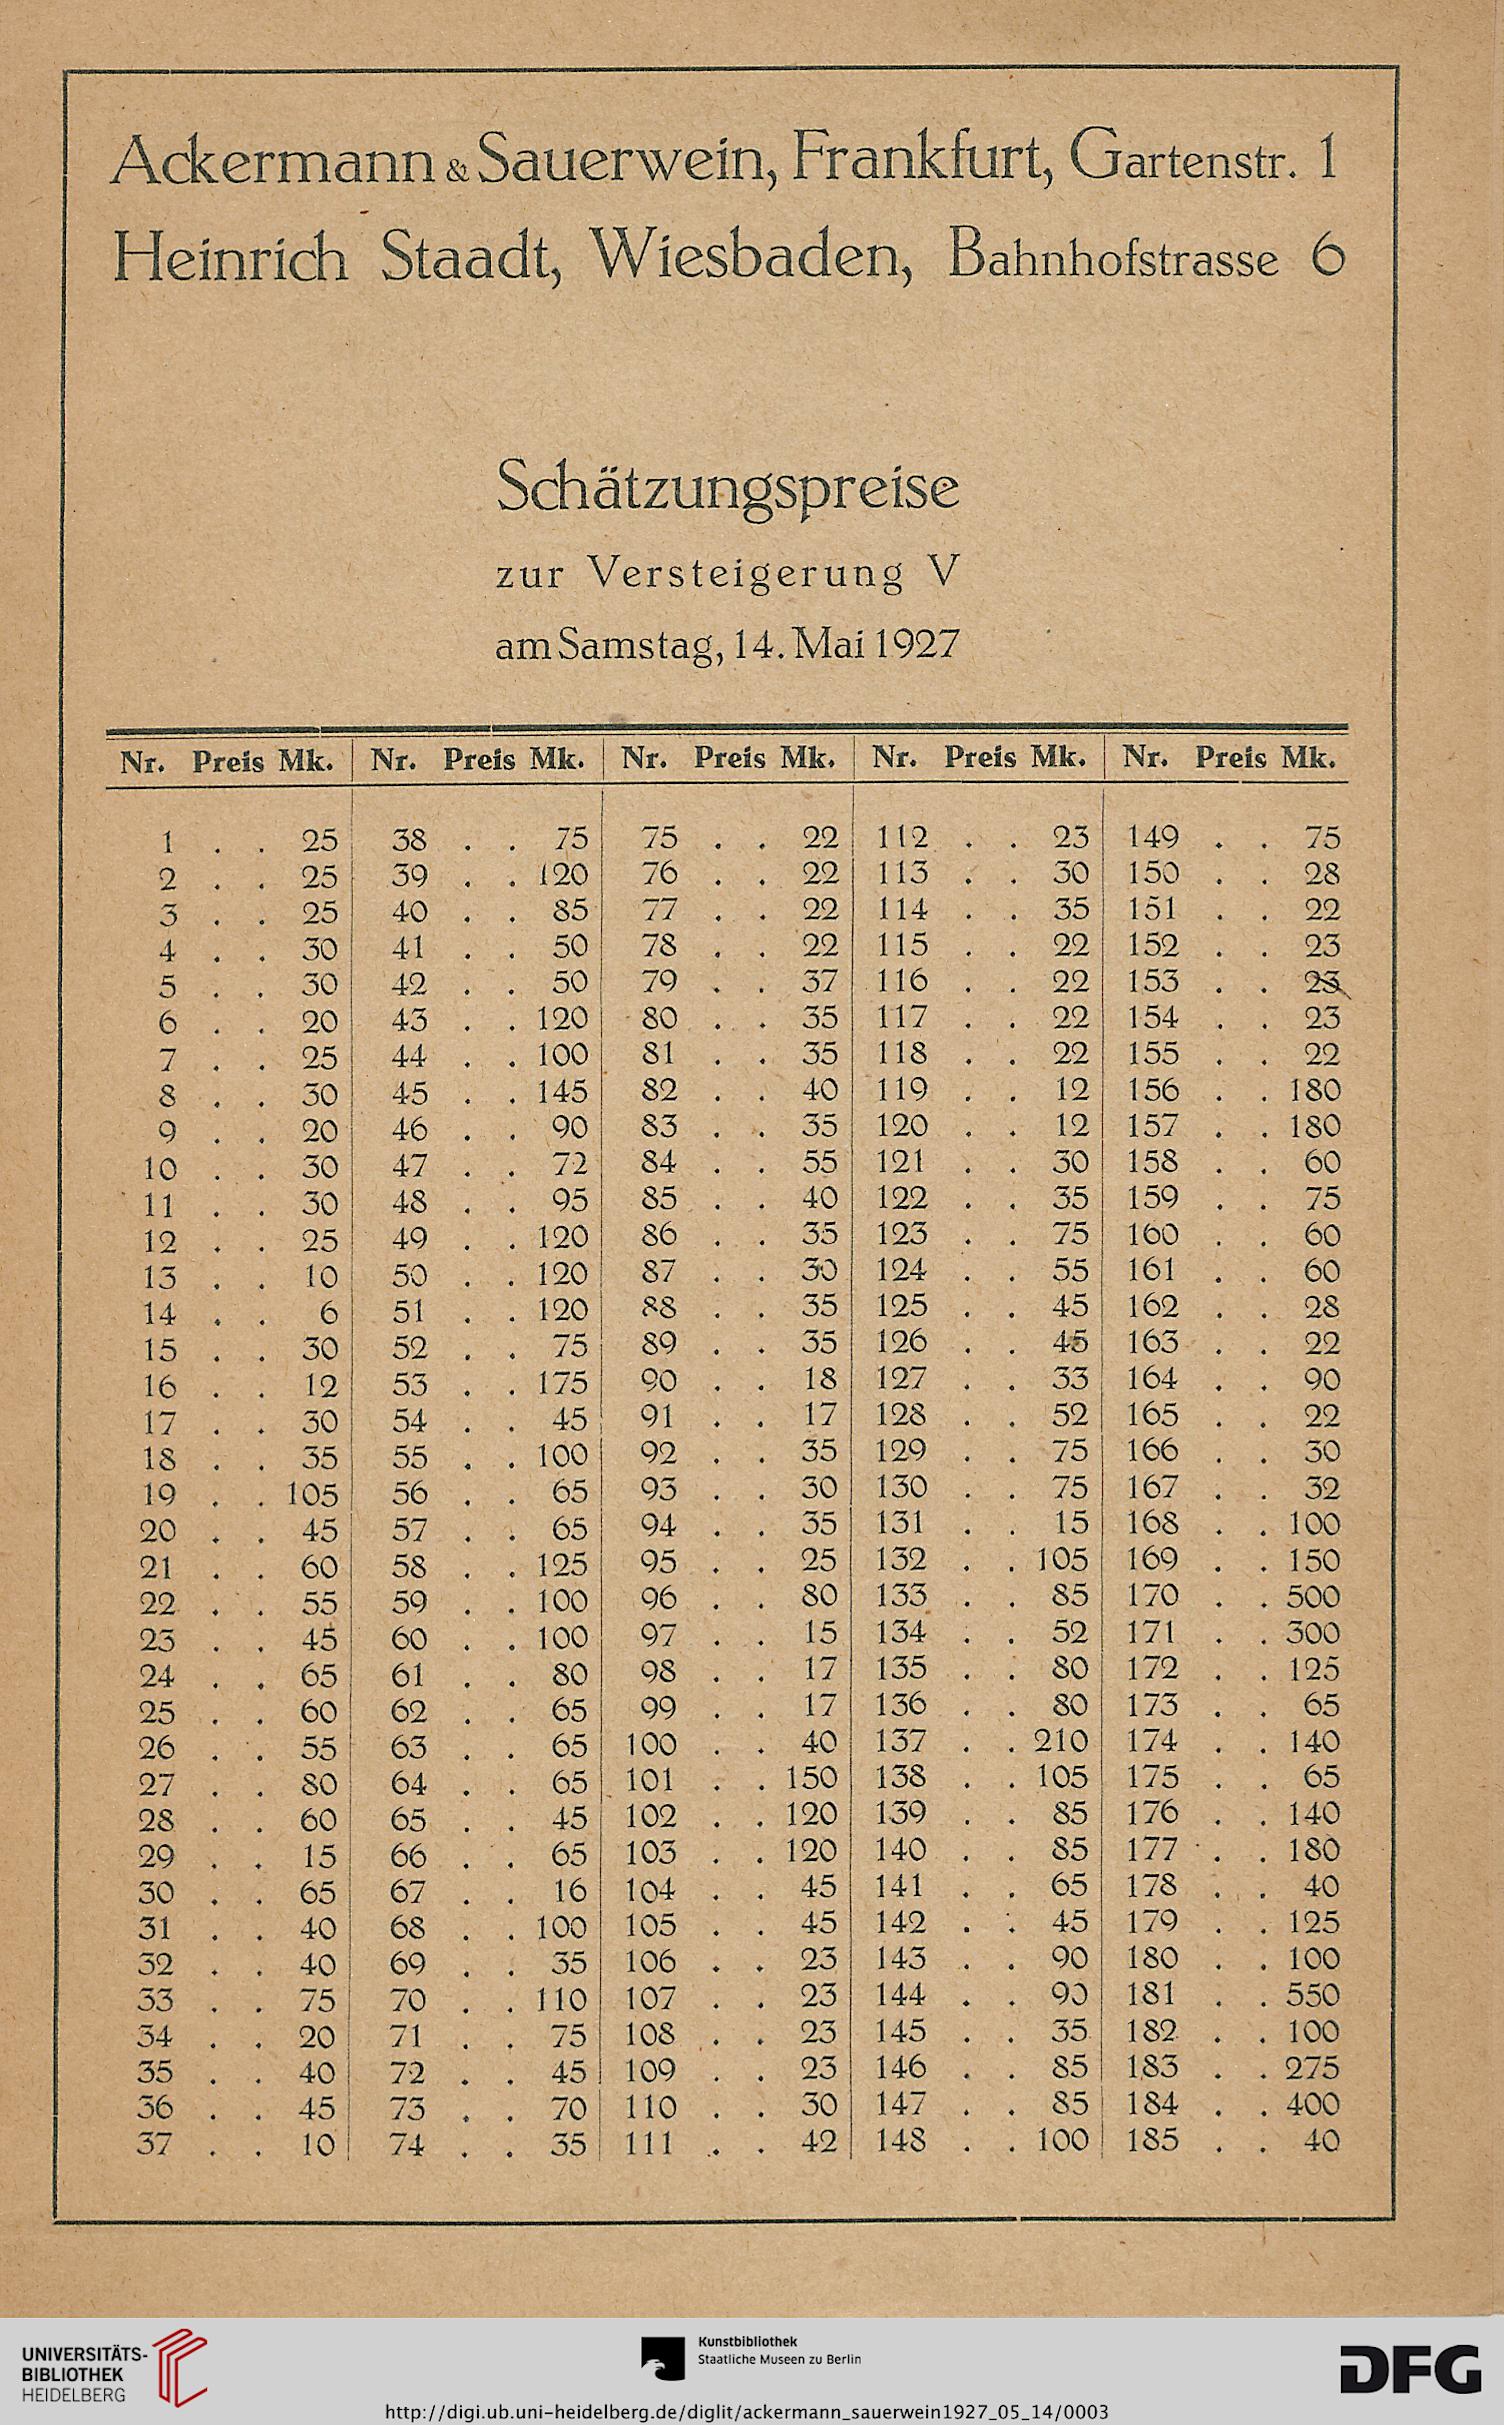 Ackermann & Sauerwein, Frankfurt, Gartenstr. 1
Heinrich Staadt, Wiesbaden, Bahnhofstrasse 6
Schätzungspreise
zur Versteigerung V
am Samstag, 14. Mai 1927
Nr. Preis Mk. Nr. Preis Mk. Nr. Preis Mk. Nr. Preis Mk. Nr. Preis Mk.
1 . . 25 38 . . 75 75 . . 22 112 . . 23 149 . . 75
2 . . 25 39 . . 120 76 . . 22 113 . . 30 150 . . 28
3 . . 25 40 . . 85 77 . . 22 114 . . 35 151 . . 22
4 . . 30 41 . . 50 78 . . 22 115 . . 22 152 . . 23
5 . . 30 42 . . 50 79 . . 37 116 . . 22 153 . . 23
6 . . 20 43 . . 120 80 . . 35 117 . . 22 154 . . 23
7 . . 25 44 . . 100 81 . . 35 118 . . 22 155 . . 22
8 . . 30 45 . . 145 82 . . 40 119 . . 12 156 . . 180
9 . . 20 46 . . 90 83 . . 35 120 . . 12 157 . . 180
10 . . 30 47 . . 72 84 . . 55 121 . . 30 158 . . 60
11 . . 30 48 . . 95 85 . . 40 122 . . 35 159 . . 75
12 . . 25 49 . . 120 86 . . 35 123 . . 75 160 . . 60
13 . . 10 50 . . 120 87 . . 30 124 . . 55 161 . . 60
14 . . 6 51 . . 120 88 . . 35 125 . . 45 162 . . 28
15 . . 30 52 . . 75 89 . . 35 126 . . 45 163 . . 22
16 . . 12 53 . . 175 90 . . 18 127 . . 33 164 . . 90
17 . . 30 54 . . 45 91 . . 17 128 . . 52 165 . . 22
18 . . 35 55 . . 100 92 . . 35 129 . . 75 166 . . 30
19 . . 105 56 . . 65 93 . . 30 130 . . 75 167 . . 32
20 . . 45 57 . . 65 94 . . 35 131 . . 15 168 . . 100
21 . . 60 58 . . 125 95 . . 25 132 . . 105 169 . . 150
22 . . 55 59 . . 100 96 . . 80 133 . . 85 170 . . 500
23 . . 45 60 . . 100 97 . . 15 134 . . 52 171 . . 300
24 . . 65 61 . . 80 98 . . 17 135 . . 80 172 . . 125
25 . . 60 62 . . 65 99 . . 17 136 . . 80 173 . . 65
26 . . 55 63 . . 65 100 . . 40 137 . . 210 174 . . 140
27 . . 80 64 . . 65 101 . . 150 138 . . 105 175 . . 65
28 . . 60 65 . . 45 102 . . 120 139 . . 85 176 . . 140
29 . . 15 66 . . 65 103 . . 120 140 . . 85 177 . . 180
30 . . 65 67 . . 16 104 . . 45 141 . . 65 178 . . 40
31 . . 40 68 . . 100 105 . . 45 142 . . 45 179 . . 125
32 . . 40 69 . . 35 106 . . 23 143 . . 90 180 . . 100
33 . . 75 70 . . 110 107 . . 23 144 . . 90 181 . . 550
34 . . 20 71 . . 75 108 . . 23 145 . . 35 182 . . 100
35 . . 40 72 . . 45 109 . . 23 146 . . 85 183 . . 275
36 . . 45 73 . . 70 110 . . 30 147 . . 85 184 . . 400
37 . . 10 74 . . 35 111 . . 42 148 . . 100 185 . . 40
UNIVERSITÄTS-
BIBLIOTHEK
HEIDELBERG
Kunstbibliothek
Staatliche Museen zu Berlin
DFG
http://digi.ub.uni-heidelberg.de/diglit/ackermann_sauerwein1927_05_14/0003